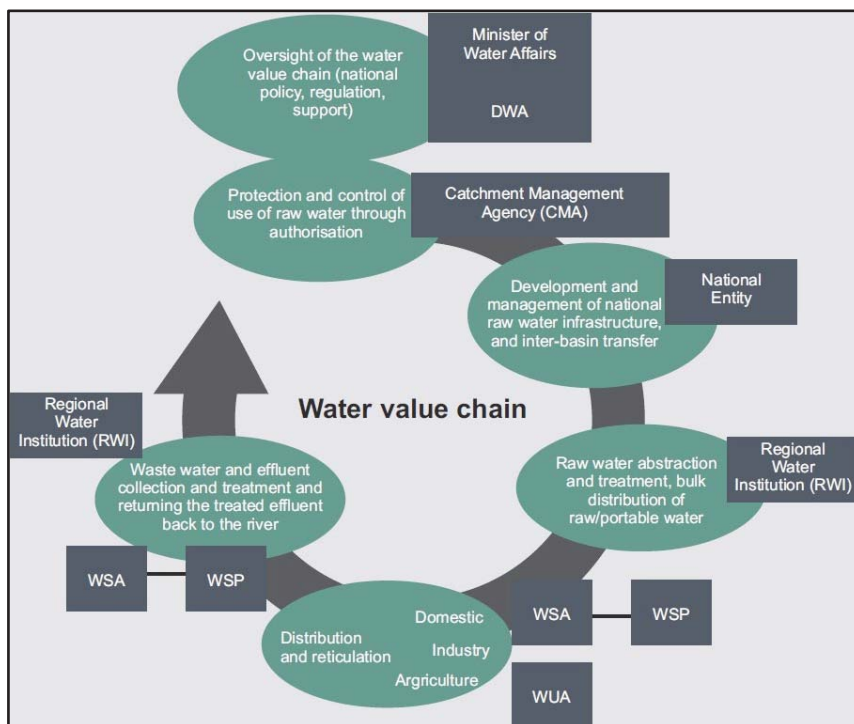 Oversight of the water
value chain (national
policy, regulation,
support)
Minister of
Water Affairs
DWA
Protection and control of
use of raw water through
authorisation
Catchment Management
Agency (CMA)
Development and
management of national
raw water infrastructure,
and inter-basin transfer
National
Entity
Water value chain
Regional
Water
Institution (RWI)
Waste water and effluent
collection and treatment and
returning the treated effluent
back to the river
Raw water abstraction
and treatment, bulk
distribution of
raw/portable water
Regional
Water
Institution (RWI)
WSA
WSP
Distribution
and reticulation
Domestic
Industry
Argriculture
WSA
WSP
WUA